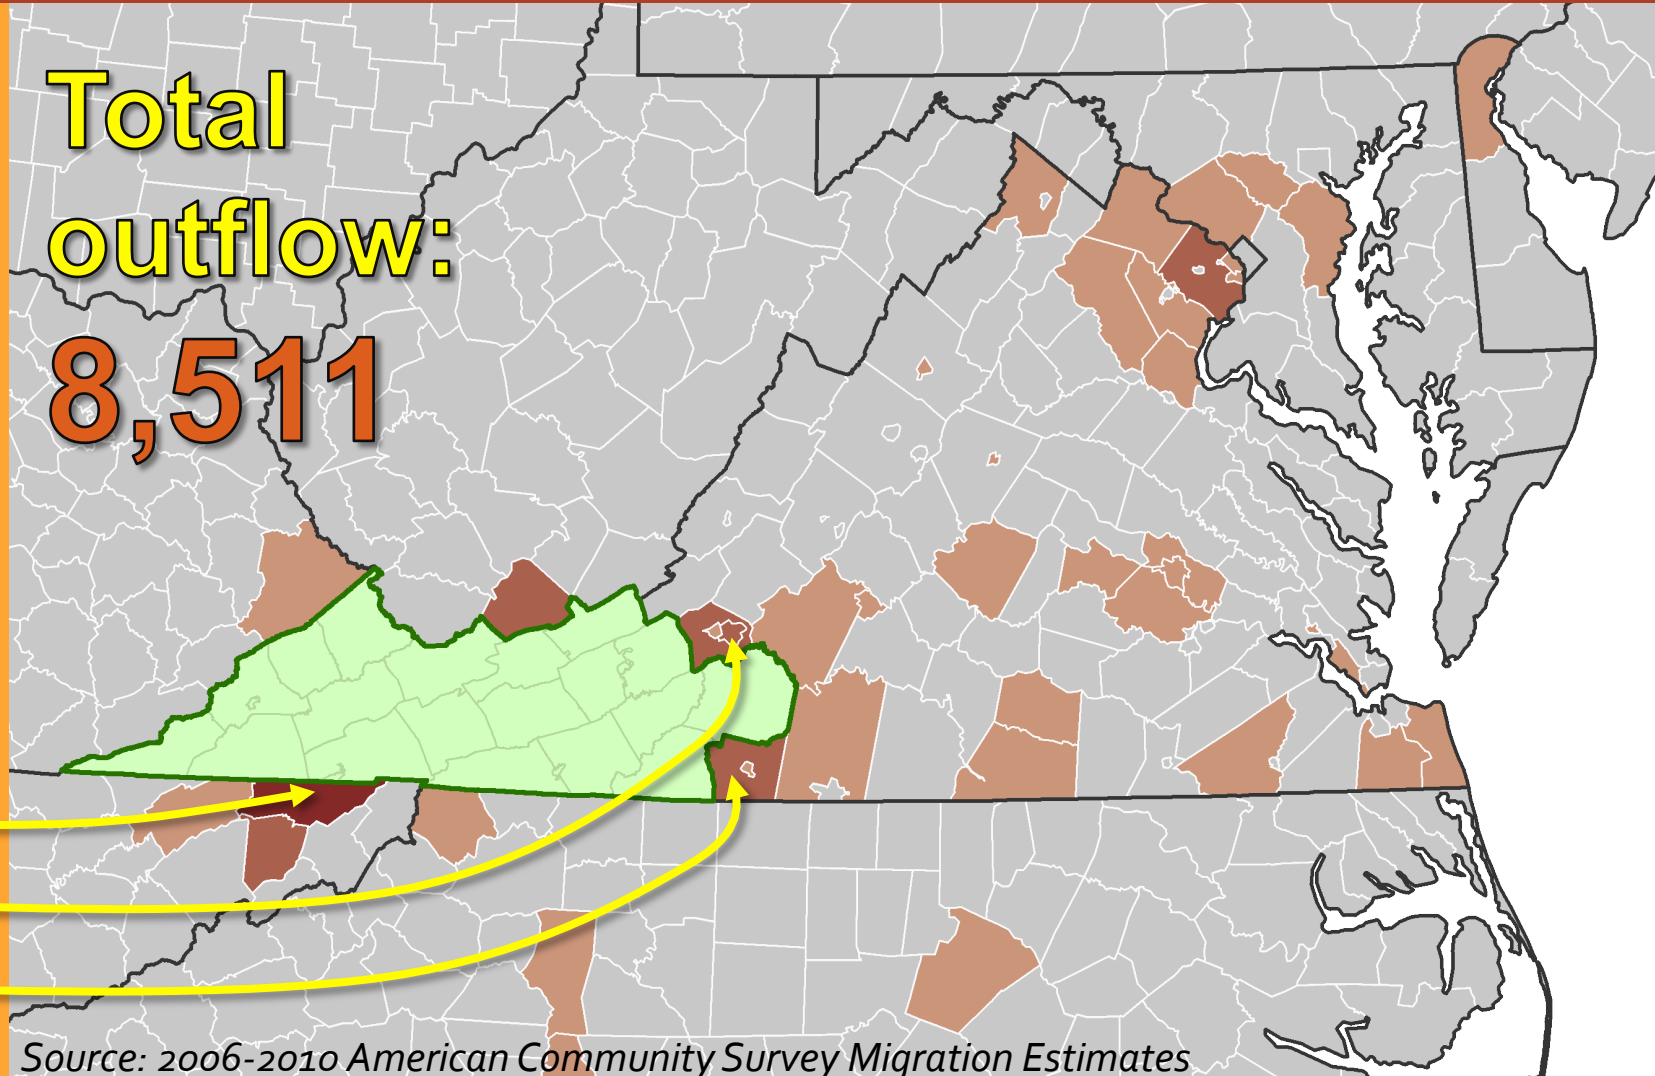 Total
outflow:
8,511
Source: 2006-2010 American Community Survey Migration Estimates